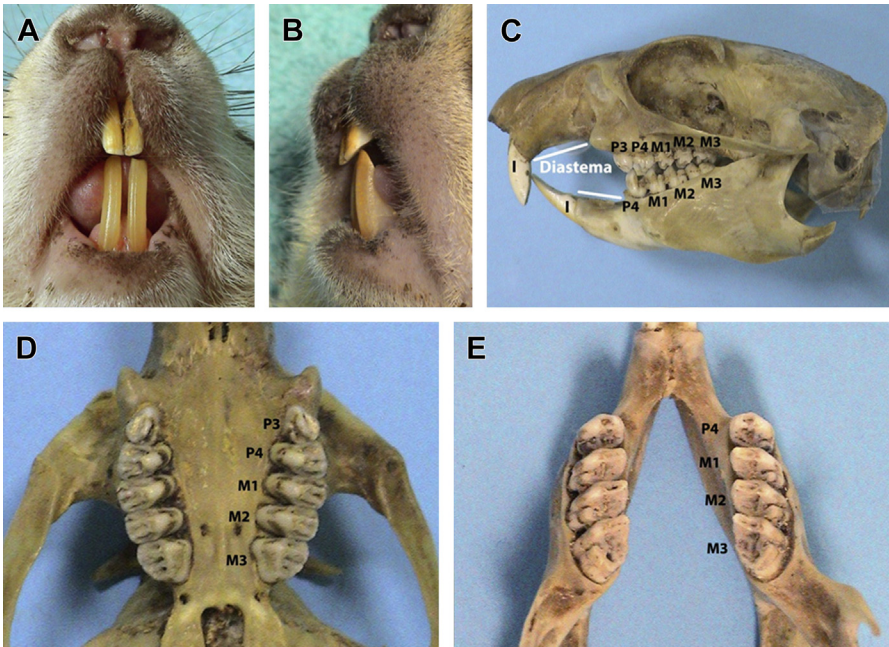 A
B
C
P3 P4 M1 M2 M3
I
Diastema
I
P4 M1 M2 M3
D
P3
P4
M1
M2
M3
E
P4
M1
M2
M3